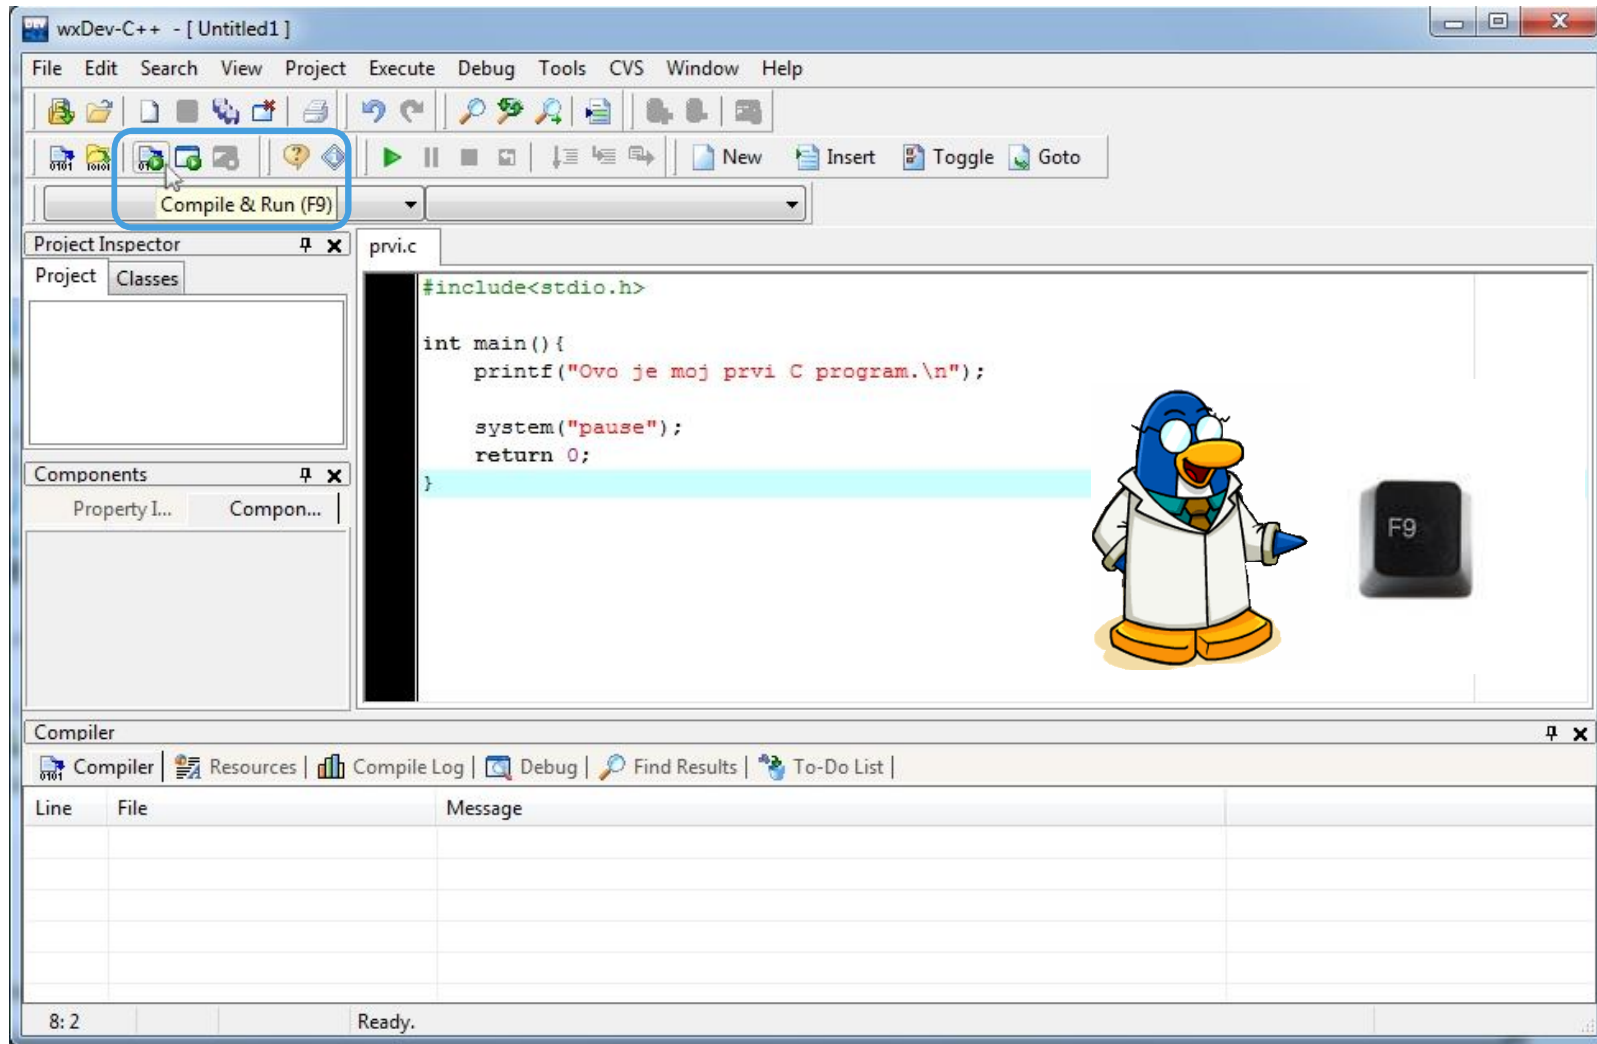 wxDev-C++ - [ Untitled1 ]
File Edit Search View Project Execute Debug Tools CVS Window Help
New Insert Toggle Goto
Compile & Run (F9)
Project Inspector
Project Classes
prvi.c
#include<stdio.h>
int main(){
printf("Ovo je moj prvi C program.\n");
system("pause");
return 0;
}
Components
Property I... Compon...
F9
Compiler
Compiler Resources Compile Log Debug Find Results To-Do List
Line File Message
8: 2 Ready.